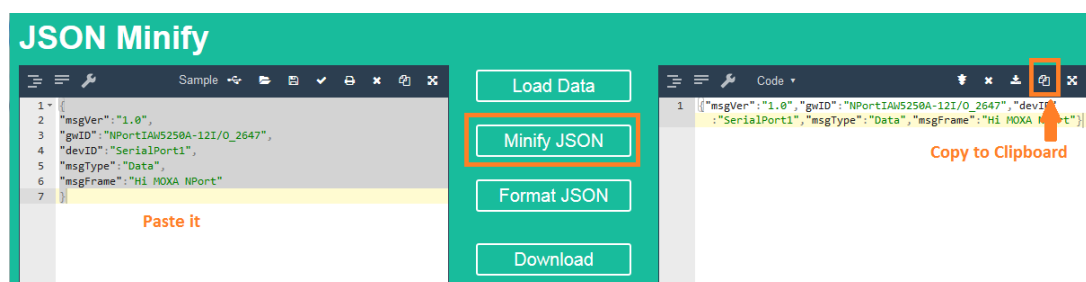 JSON Minify
Sample
1 {
2 "msgVer":"1.0",
3 "gwID":"NPortIAW5250A-12I/O_2647",
4 "devID":"SerialPort1",
5 "msgType":"Data",
6 "msgFrame":"Hi MOXA NPort"
7 }
Paste it
Load Data
Minify JSON
Format JSON
Download
Code
1 {"msgVer":"1.0","gwID":"NPortIAW5250A-12I/O_2647","devID"
:"SerialPort1","msgType":"Data","msgFrame":"Hi MOXA NPort"}
Copy to Clipboard